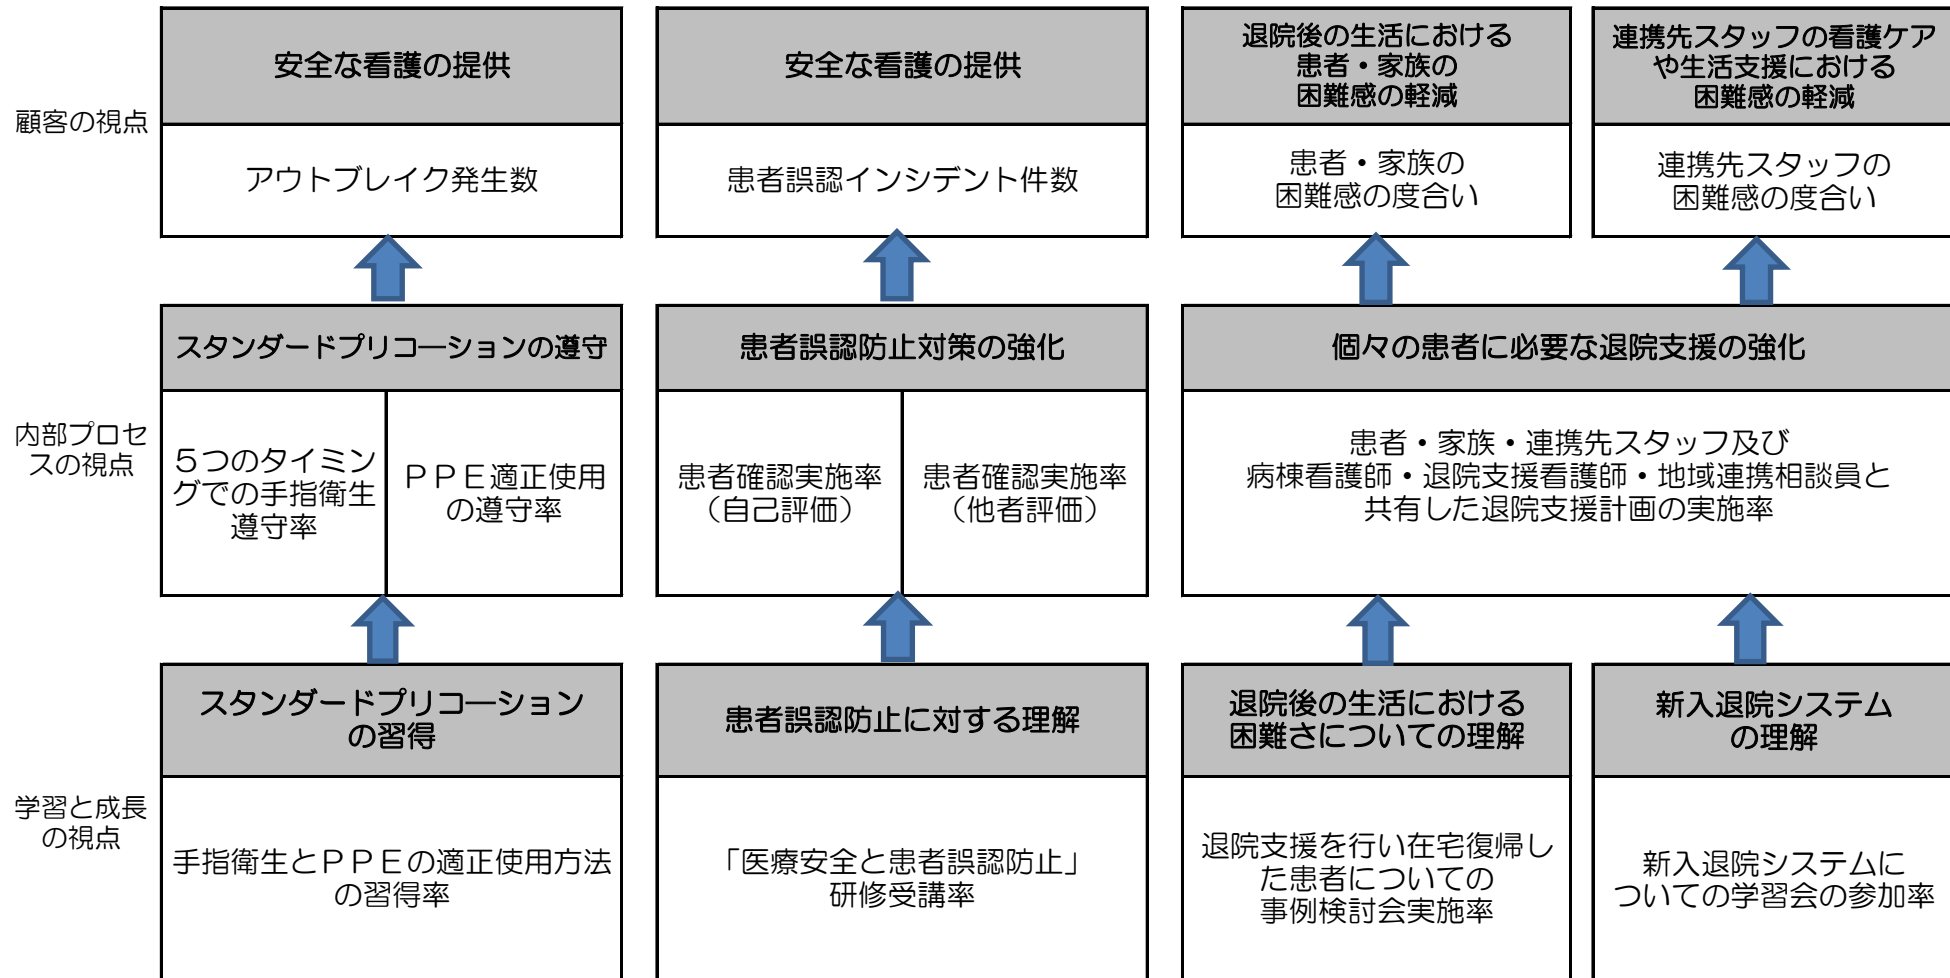 顧客の視点
安全な看護の提供
アウトブレイク発生数
安全な看護の提供
患者誤認インシデント件数
退院後の生活における
患者・家族の
困難感の軽減
患者・家族の
困難感の度合い
連携先スタッフの看護ケア
や生活支援における
困難感の軽減
連携先スタッフの
困難感の度合い
内部プロセ
スの視点
スタンダードプリコーションの遵守
5つのタイミン
グでの手指衛生
遵守率
PPE適正使用
の遵守率
患者誤認防止対策の強化
患者確認実施率
（自己評価）
患者確認実施率
（他者評価）
個々の患者に必要な退院支援の強化
患者・家族・連携先スタッフ及び
病棟看護師・退院支援看護師・地域連携相談員と
共有した退院支援計画の実施率
学習と成長
の視点
スタンダードプリコーション
の習得
手指衛生とPPEの適正使用方法
の習得率
患者誤認防止に対する理解
「医療安全と患者誤認防止」
研修受講率
退院後の生活における
困難さについての理解
退院支援を行い在宅復帰し
た患者についての
事例検討会実施率
新入退院システム
の理解
新入退院システムに
ついての学習会の参加率